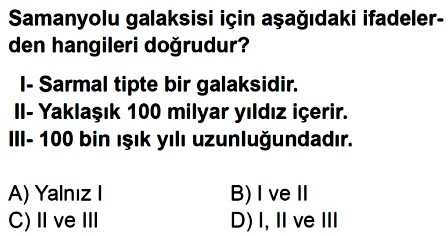 Samanyolu galaksisi için aşağıdaki ifadeler-
den hangileri doğrudur?
I- Sarmal tipte bir galaksidir.
II- Yaklaşık 100 milyar yıldız içerir.
III- 100 bin ışık yılı uzunluğundadır.
A) Yalnız I B) I ve II
C) II ve III D) I, II ve III